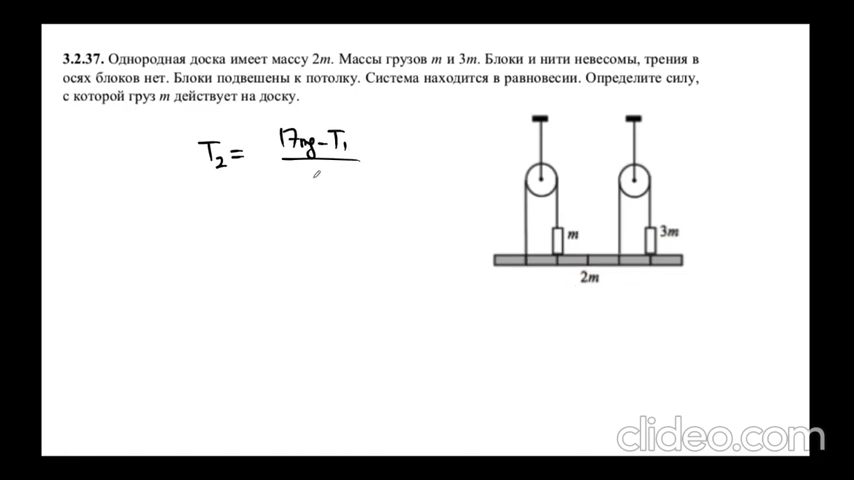 3.2.37. Однородная доска имеет массу 2m. Массы грузов m и 3m. Блоки и нити невесомы, трения в
осях блоков нет. Блоки подвешены к потолку. Система находится в равновесии. Определите силу,
с которой груз m действует на доску.
T₂ = 17mg - T₁
m
3m
2m
clideo.com